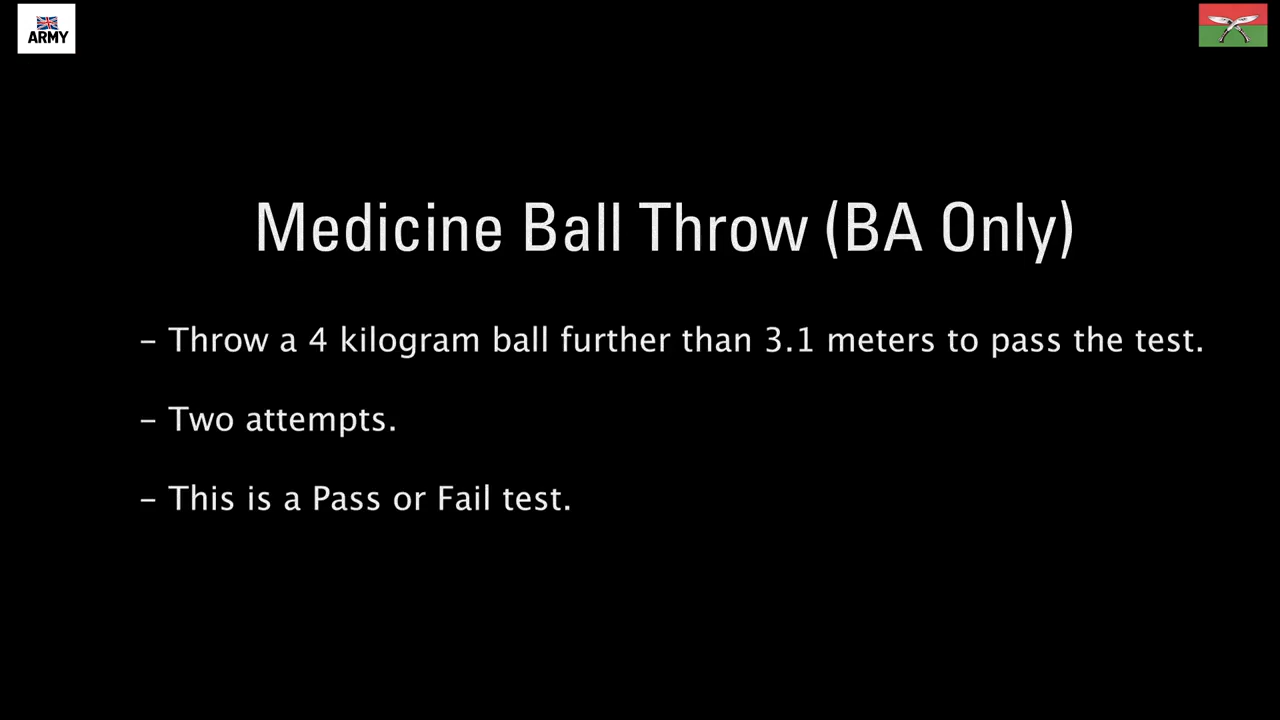 ARMY
Medicine Ball Throw (BA Only)
– Throw a 4 kilogram ball further than 3.1 meters to pass the test.
– Two attempts.
– This is a Pass or Fail test.